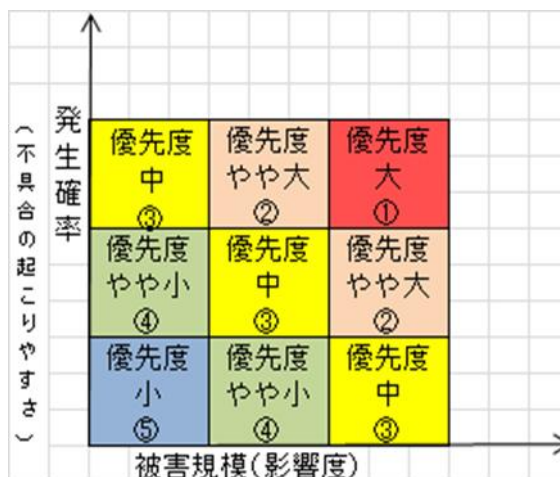 発生確率
（不具合の起こりやすさ）
優先度
中
③
優先度
やや大
②
優先度
大
①
優先度
やや小
④
優先度
中
③
優先度
やや大
②
優先度
小
⑤
優先度
やや小
④
優先度
中
③
被害規模(影響度)